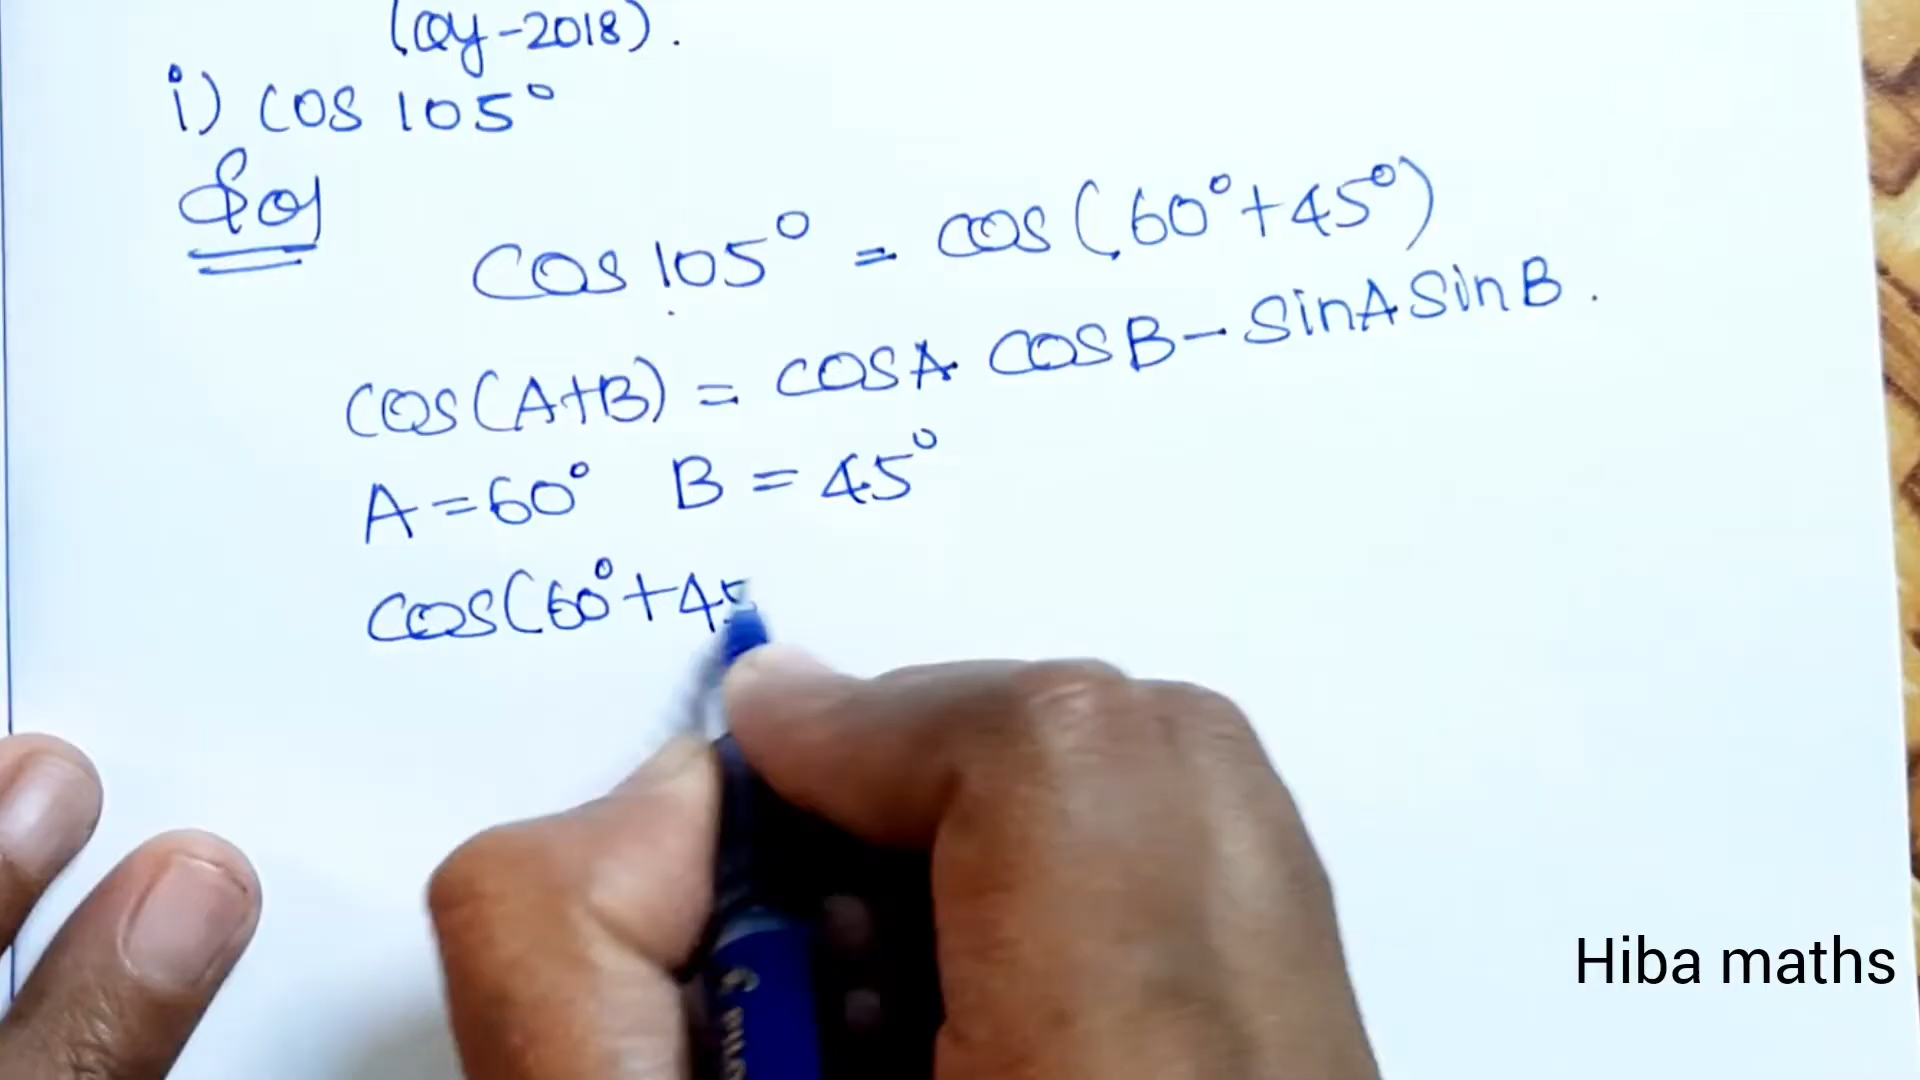 (Qy-2018).
i) cos 105°
Sol
cos 105° = cos (60°+45°)
cos(A+B) = cosA cosB - sinA sinB.
A=60° B = 45°
cos(60°+45
Hiba maths